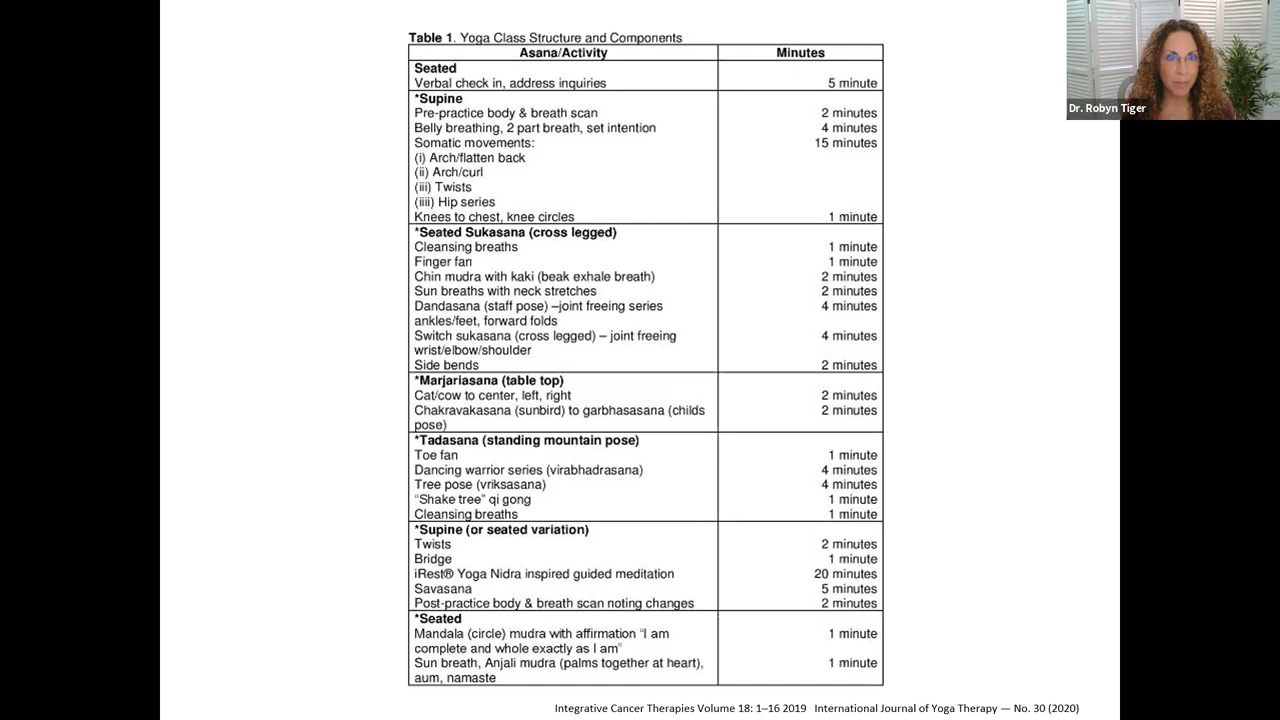 Table 1. Yoga Class Structure and Components
Asana/Activity Minutes
Seated
Verbal check in, address inquiries 5 minute
*Supine
Pre-practice body & breath scan 2 minutes
Belly breathing, 2 part breath, set intention 4 minutes
Somatic movements: 15 minutes
(i) Arch/flatten back
(ii) Arch/curl
(iii) Twists
(iiii) Hip series
Knees to chest, knee circles 1 minute
*Seated Sukasana (cross legged)
Cleansing breaths 1 minute
Finger fan 1 minute
Chin mudra with kaki (beak exhale breath) 2 minutes
Sun breaths with neck stretches 2 minutes
Dandasana (staff pose) –joint freeing series 4 minutes
ankles/feet, forward folds
Switch sukasana (cross legged) – joint freeing 4 minutes
wrist/elbow/shoulder
Side bends 2 minutes
*Marjariasana (table top)
Cat/cow to center, left, right 2 minutes
Chakravakasana (sunbird) to garbhasasana (childs 2 minutes
pose)
*Tadasana (standing mountain pose)
Toe fan 1 minute
Dancing warrior series (virabhadrasana) 4 minutes
Tree pose (vriksasana) 4 minutes
“Shake tree” qi gong 1 minute
Cleansing breaths 1 minute
*Supine (or seated variation)
Twists 2 minutes
Bridge 1 minute
iRest® Yoga Nidra inspired guided meditation 20 minutes
Savasana 5 minutes
Post-practice body & breath scan noting changes 2 minutes
*Seated
Mandala (circle) mudra with affirmation “I am 1 minute
complete and whole exactly as I am”
Sun breath, Anjali mudra (palms together at heart), 1 minute
aum, namaste
Integrative Cancer Therapies Volume 18: 1–16 2019 International Journal of Yoga Therapy — No. 30 (2020)
Dr. Robyn Tiger